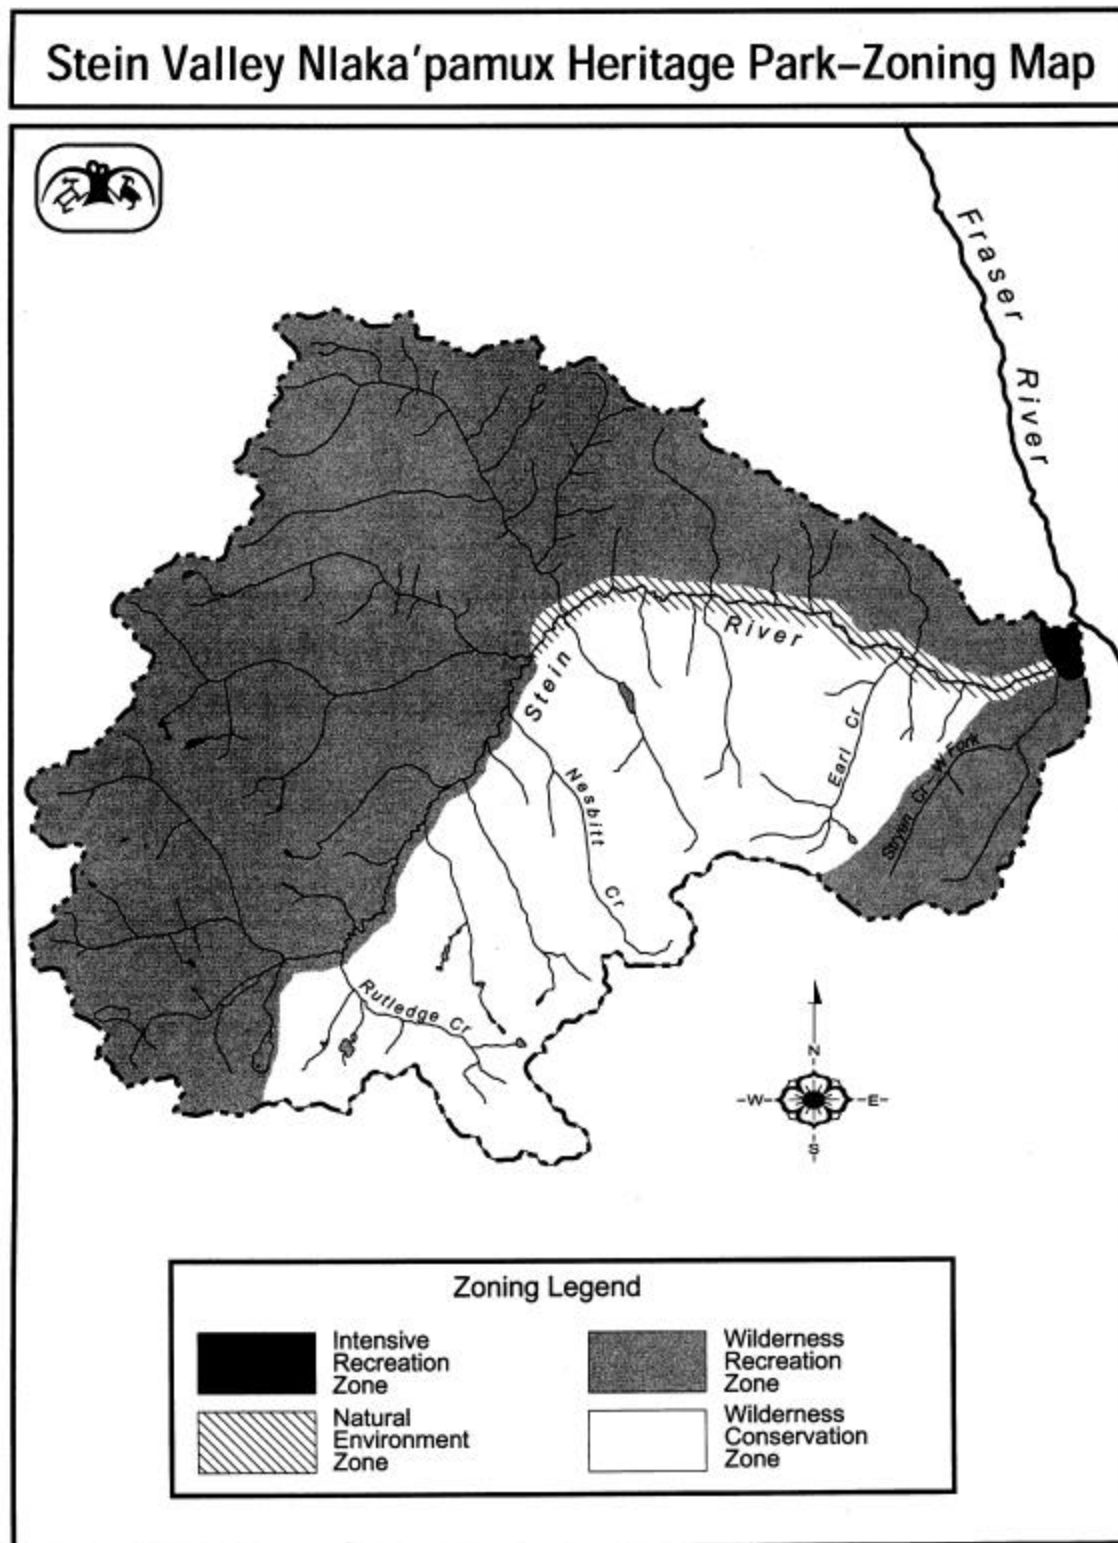 Stein Valley Nlaka'pamux Heritage Park–Zoning Map
Fraser River
Stein River
Earl Cr
Stryen Cr - W Fork
Nesbitt Cr
Rutledge Cr
N
-W-
-E-
S
Zoning Legend
Intensive
Recreation
Zone
Wilderness
Recreation
Zone
Natural
Environment
Zone
Wilderness
Conservation
Zone